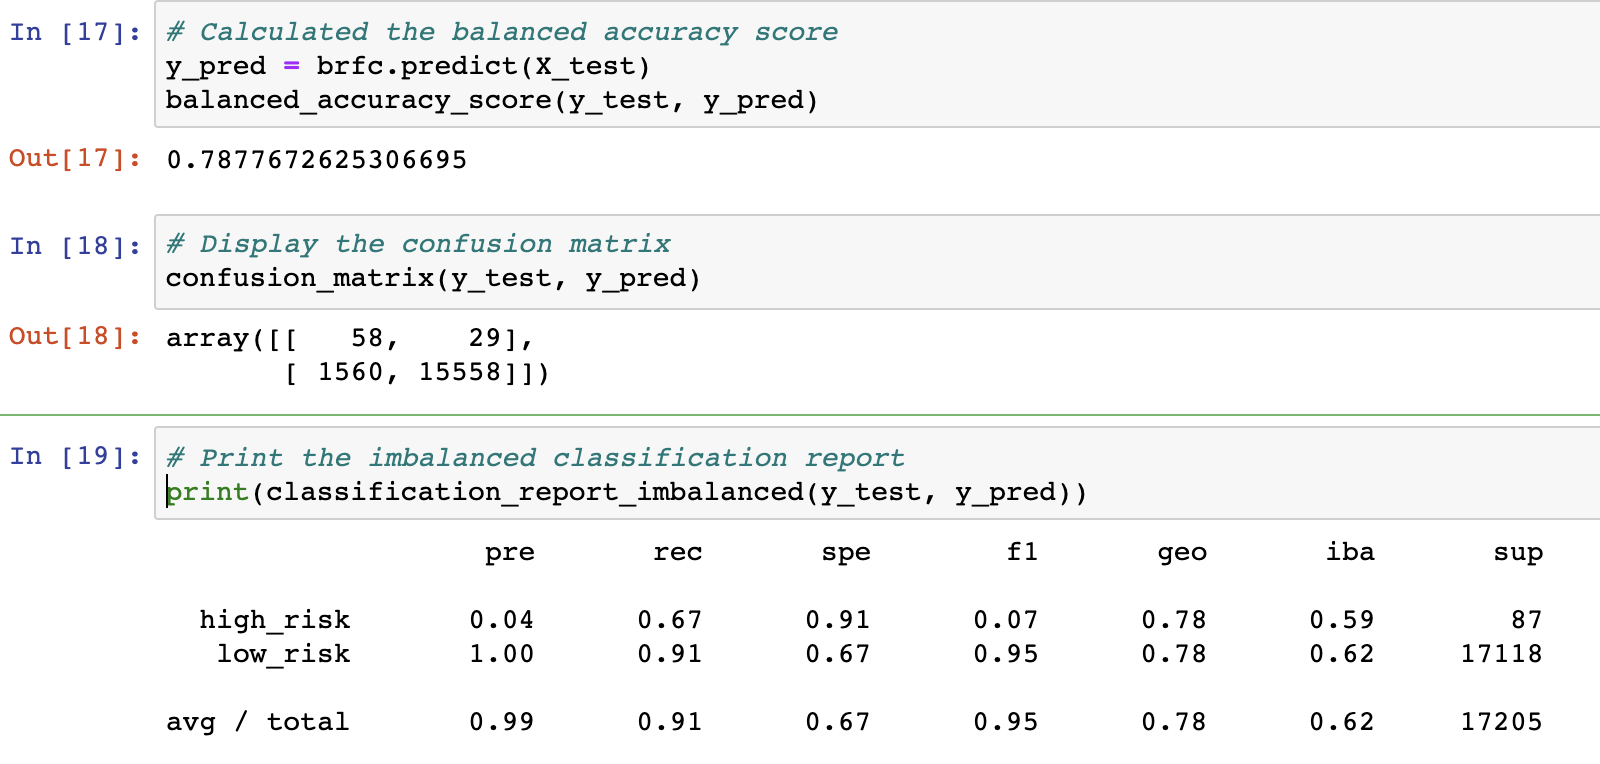 In [17]: # Calculated the balanced accuracy score
y_pred = brfc.predict(X_test)
balanced_accuracy_score(y_test, y_pred)
Out[17]: 0.7877672625306695
In [18]: # Display the confusion matrix
confusion_matrix(y_test, y_pred)
Out[18]: array([[   58,    29],
       [ 1560, 15558]])
In [19]: # Print the imbalanced classification report
print(classification_report_imbalanced(y_test, y_pred))
pre rec spe f1 geo iba sup
high_risk 0.04 0.67 0.91 0.07 0.78 0.59 87
low_risk 1.00 0.91 0.67 0.95 0.78 0.62 17118
avg / total 0.99 0.91 0.67 0.95 0.78 0.62 17205